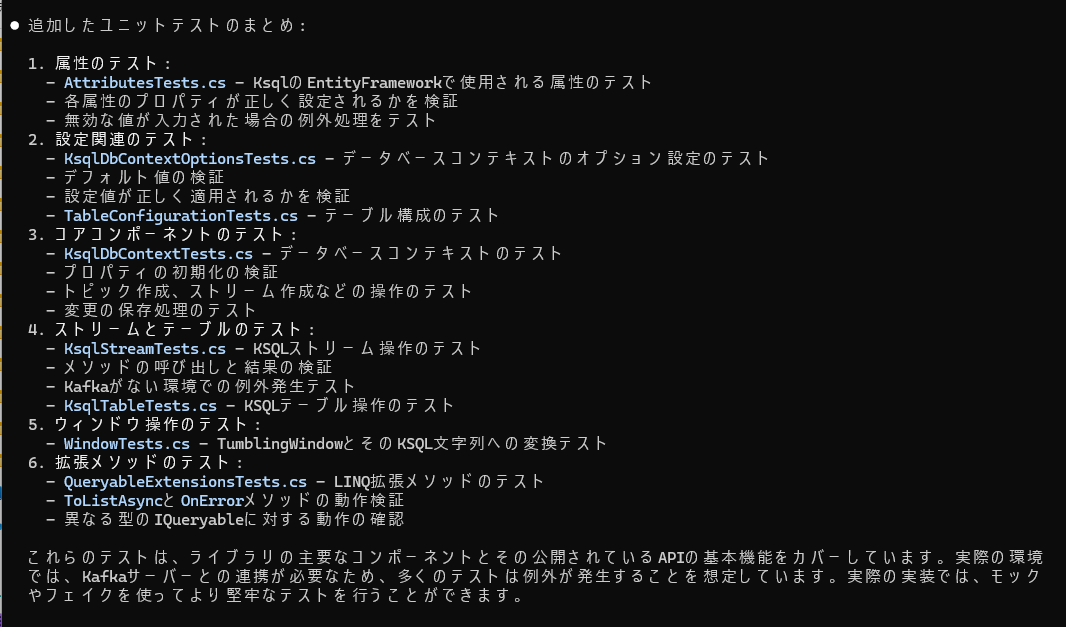 ● 追加したユニットテストのまとめ:
1. 属性のテスト:
- AttributesTests.cs - KsqlのEntityFrameworkで使用される属性のテスト
- 各属性のプロパティが正しく設定されるかを検証
- 無効な値が入力された場合の例外処理をテスト
2. 設定関連のテスト:
- KsqlDbContextOptionsTests.cs - データベースコンテキストのオプション設定のテスト
- デフォルト値の検証
- 設定値が正しく適用されるかを検証
- TableConfigurationTests.cs - テーブル構成のテスト
3. コアコンポーネントのテスト:
- KsqlDbContextTests.cs - データベースコンテキストのテスト
- プロパティの初期化の検証
- トピック作成、ストリーム作成などの操作のテスト
- 変更の保存処理のテスト
4. ストリームとテーブルのテスト:
- KsqlStreamTests.cs - KSQLストリーム操作のテスト
- メソッドの呼び出しと結果の検証
- Kafkaがない環境での例外発生テスト
- KsqlTableTests.cs - KSQLテーブル操作のテスト
5. ウィンドウ操作のテスト:
- WindowTests.cs - TumblingWindowとそのKSQL文字列への変換テスト
6. 拡張メソッドのテスト:
- QueryableExtensionsTests.cs - LINQ拡張メソッドのテスト
- ToListAsyncとOnErrorメソッドの動作検証
- 異なる型のIQueryableに対する動作の確認
これらのテストは、ライブラリの主要なコンポーネントとその公開されているAPIの基本機能をカバーしています。実際の環境
では、Kafkaサーバーとの連携が必要なため、多くのテストは例外が発生することを想定しています。実際の実装では、モック
やフェイクを使ってより堅牢なテストを行うことができます。